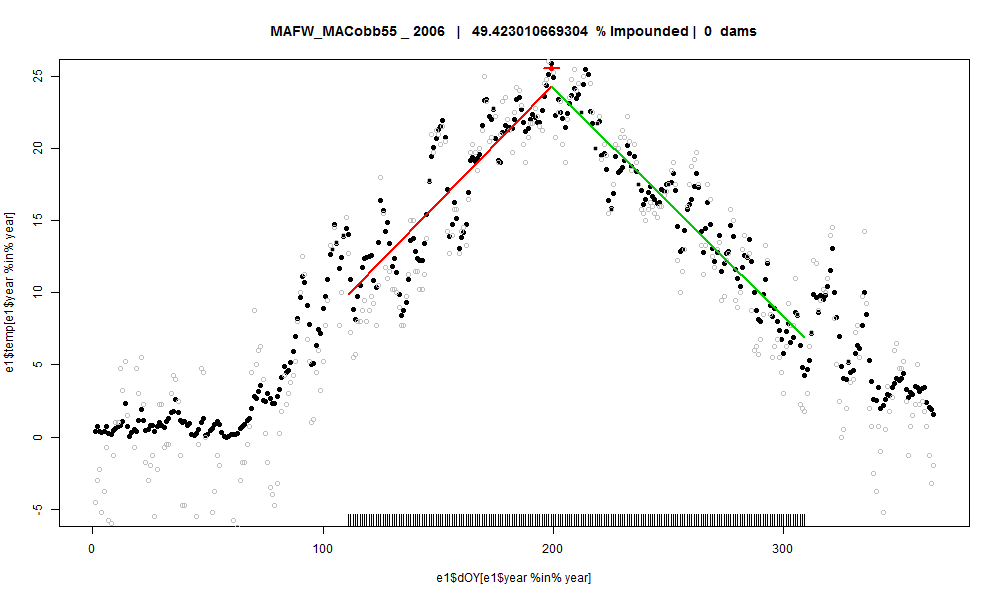 MAFW_MACobb55 _ 2006 | 49.423010669304 % Impounded | 0 dams
e1$temp[e1$year %in% year]
25
20
15
10
5
0
-5
0 100 200 300
e1$dOY[e1$year %in% year]